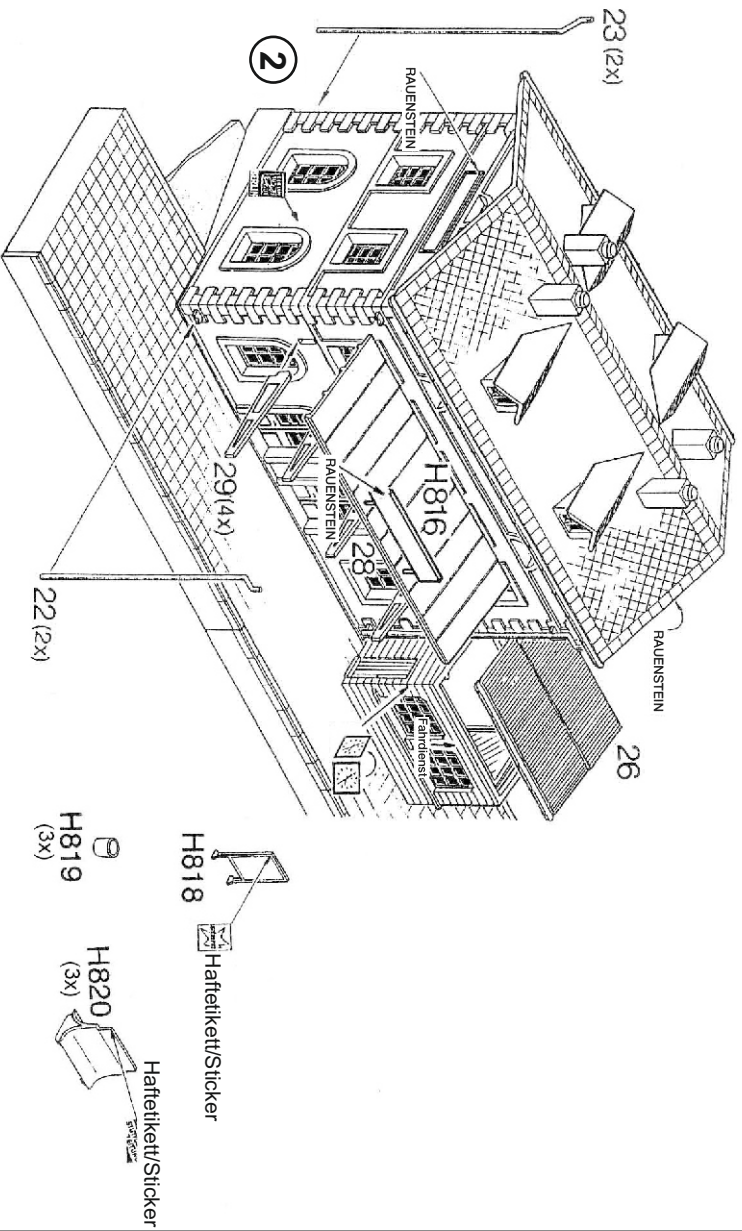 23 (2x)
2
RAUENSTEIN
H816
RAUENSTEIN
28
29(4x)
22 (2x)
RAUENSTEIN
26
Fahrdienst
H818
Haftetikett/Sticker
H819
(3x)
H820
(3x)
Haftetikett/Sticker